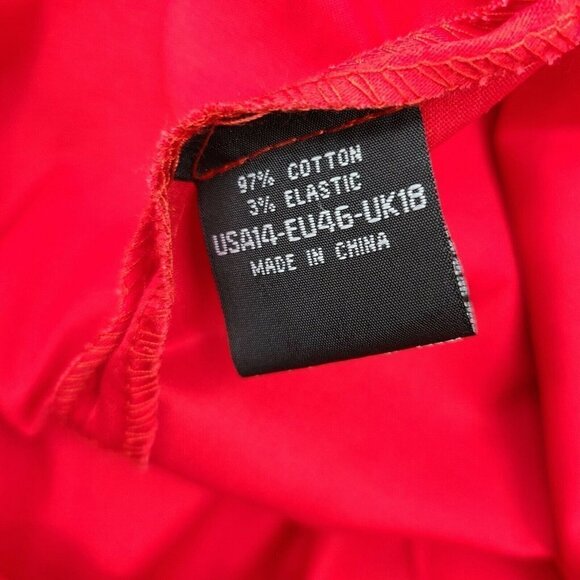 97% COTTON
3% ELASTIC
USA14-EU46-UK18
MADE IN CHINA